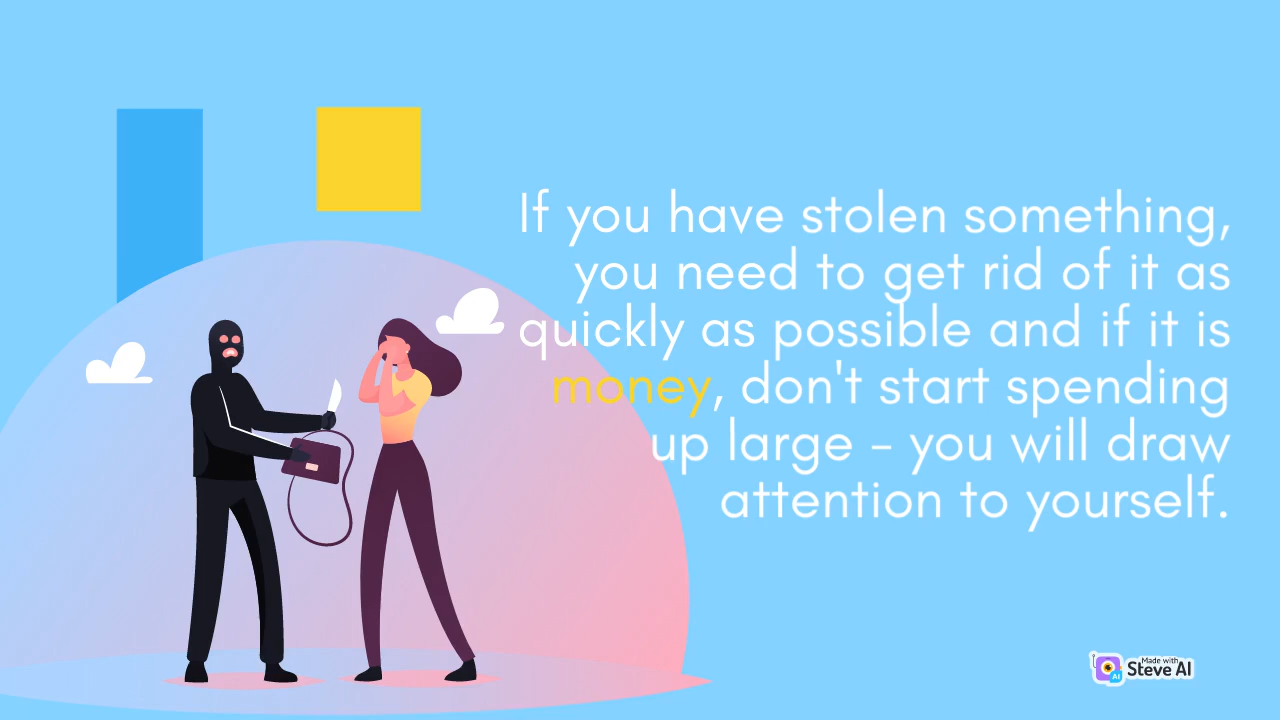 If you have stolen something,
you need to get rid of it as
quickly as possible and if it is
money, don't start spending
up large - you will draw
attention to yourself.
Made with
Steve AI
AI